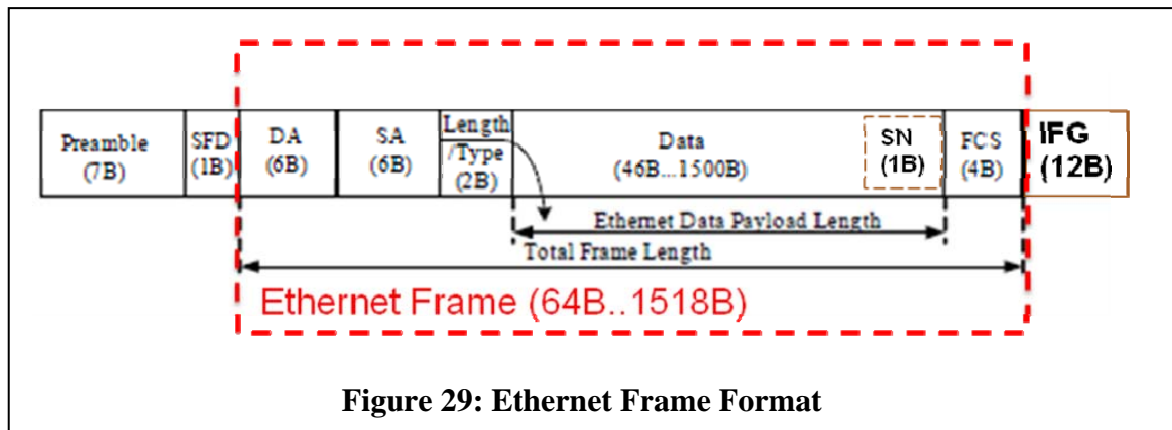 Preamble
(7B)
SFD
(1B)
DA
(6B)
SA
(6B)
Length
/Type
(2B)
Data
(46B...1500B)
SN
(1B)
FCS
(4B)
IFG
(12B)
Ethernet Data Payload Length
Total Frame Length
Ethernet Frame (64B..1518B)
Figure 29: Ethernet Frame Format